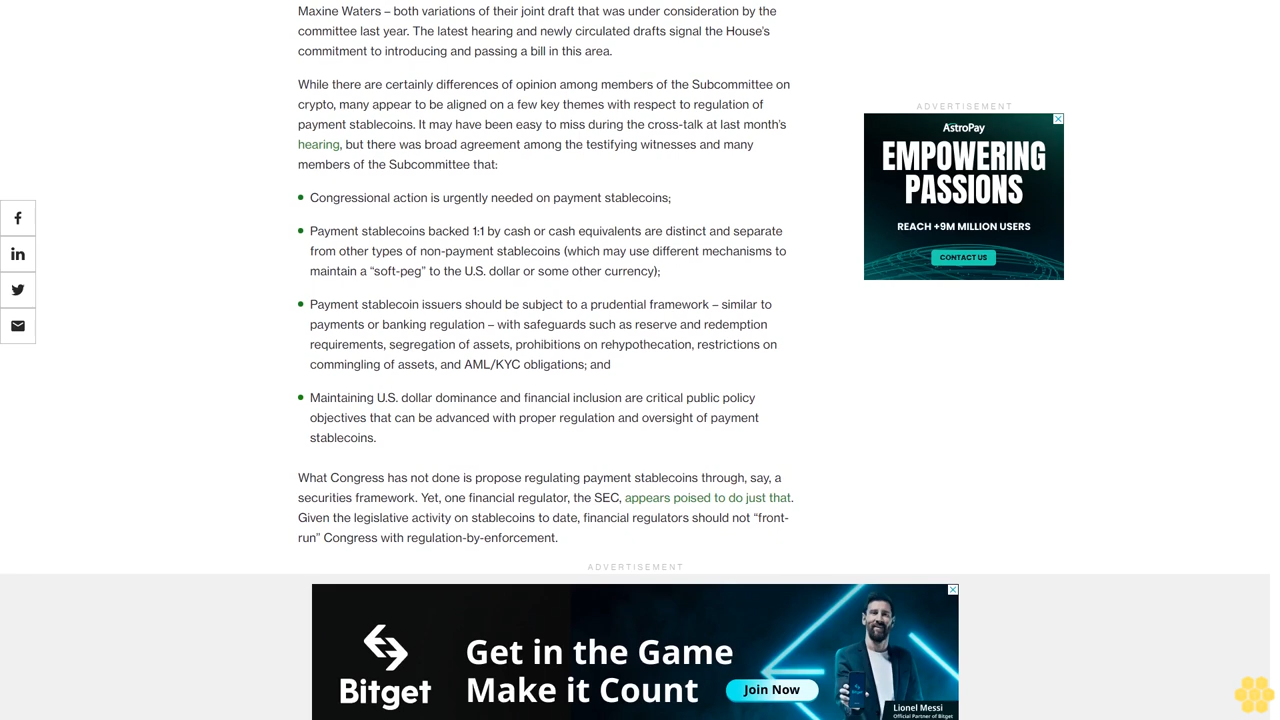 Maxine Waters – both variations of their joint draft that was under consideration by the
committee last year. The latest hearing and newly circulated drafts signal the House’s
commitment to introducing and passing a bill in this area.
While there are certainly differences of opinion among members of the Subcommittee on
crypto, many appear to be aligned on a few key themes with respect to regulation of
payment stablecoins. It may have been easy to miss during the cross-talk at last month’s
hearing, but there was broad agreement among the testifying witnesses and many
members of the Subcommittee that:
Congressional action is urgently needed on payment stablecoins;
Payment stablecoins backed 1:1 by cash or cash equivalents are distinct and separate
from other types of non-payment stablecoins (which may use different mechanisms to
maintain a “soft-peg” to the U.S. dollar or some other currency);
Payment stablecoin issuers should be subject to a prudential framework – similar to
payments or banking regulation – with safeguards such as reserve and redemption
requirements, segregation of assets, prohibitions on rehypothecation, restrictions on
commingling of assets, and AML/KYC obligations; and
Maintaining U.S. dollar dominance and financial inclusion are critical public policy
objectives that can be advanced with proper regulation and oversight of payment
stablecoins.
What Congress has not done is propose regulating payment stablecoins through, say, a
securities framework. Yet, one financial regulator, the SEC, appears poised to do just that.
Given the legislative activity on stablecoins to date, financial regulators should not “front-
run” Congress with regulation-by-enforcement.
ADVERTISEMENT
AstroPay
EMPOWERING
PASSIONS
REACH +9M MILLION USERS
CONTACT US
ADVERTISEMENT
Bitget
Get in the Game
Make it Count
Join Now
Lionel Messi
Official Partner of Bitget